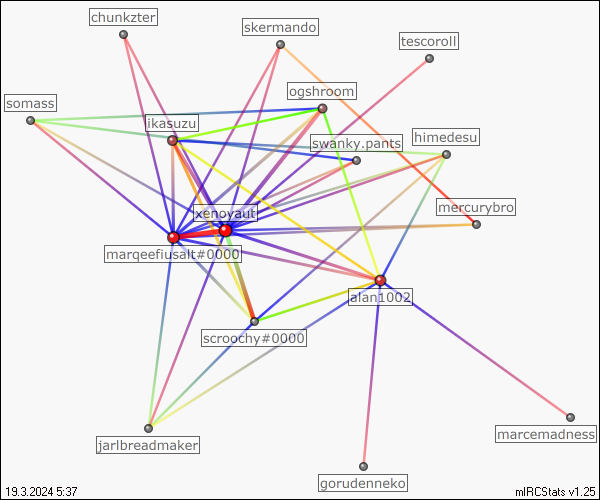 chunkzter
skermando
tescoroll
ogshroom
somass
ikasuzu
swanky.pants
himedesu
xenoyaut
mercurybro
marqeefiusalt#0000
alan1002
scroochy#0000
jarlbreadmaker
marcemadness
gorudenneko
19.3.2024 5:37
mIRCStats v1.25